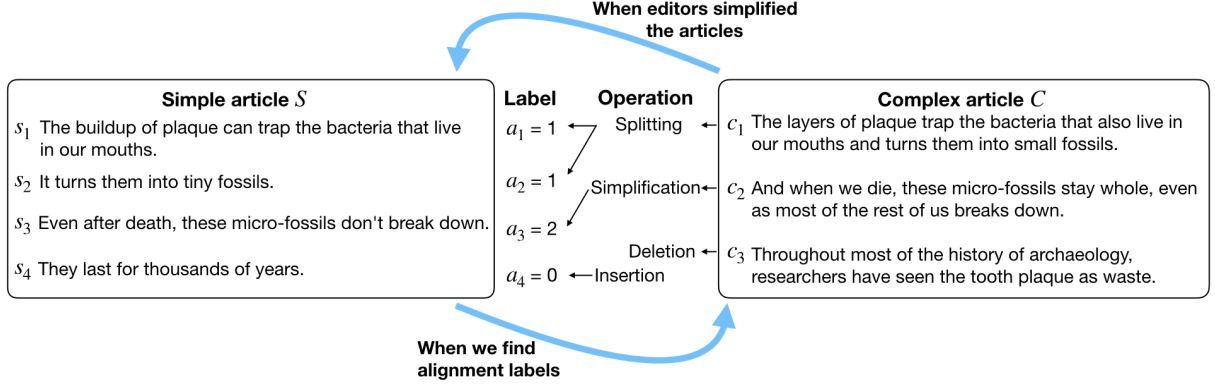 When editors simplified
the articles
Simple article S
s1 The buildup of plaque can trap the bacteria that live
in our mouths.
s2 It turns them into tiny fossils.
s3 Even after death, these micro-fossils don't break down.
s4 They last for thousands of years.
Label
a1 = 1
a2 = 1
a3 = 2
a4 = 0
Operation
Splitting
Simplification
Deletion
Insertion
Complex article C
c1 The layers of plaque trap the bacteria that also live in
our mouths and turns them into small fossils.
c2 And when we die, these micro-fossils stay whole, even
as most of the rest of us breaks down.
c3 Throughout most of the history of archaeology,
researchers have seen the tooth plaque as waste.
When we find
alignment labels